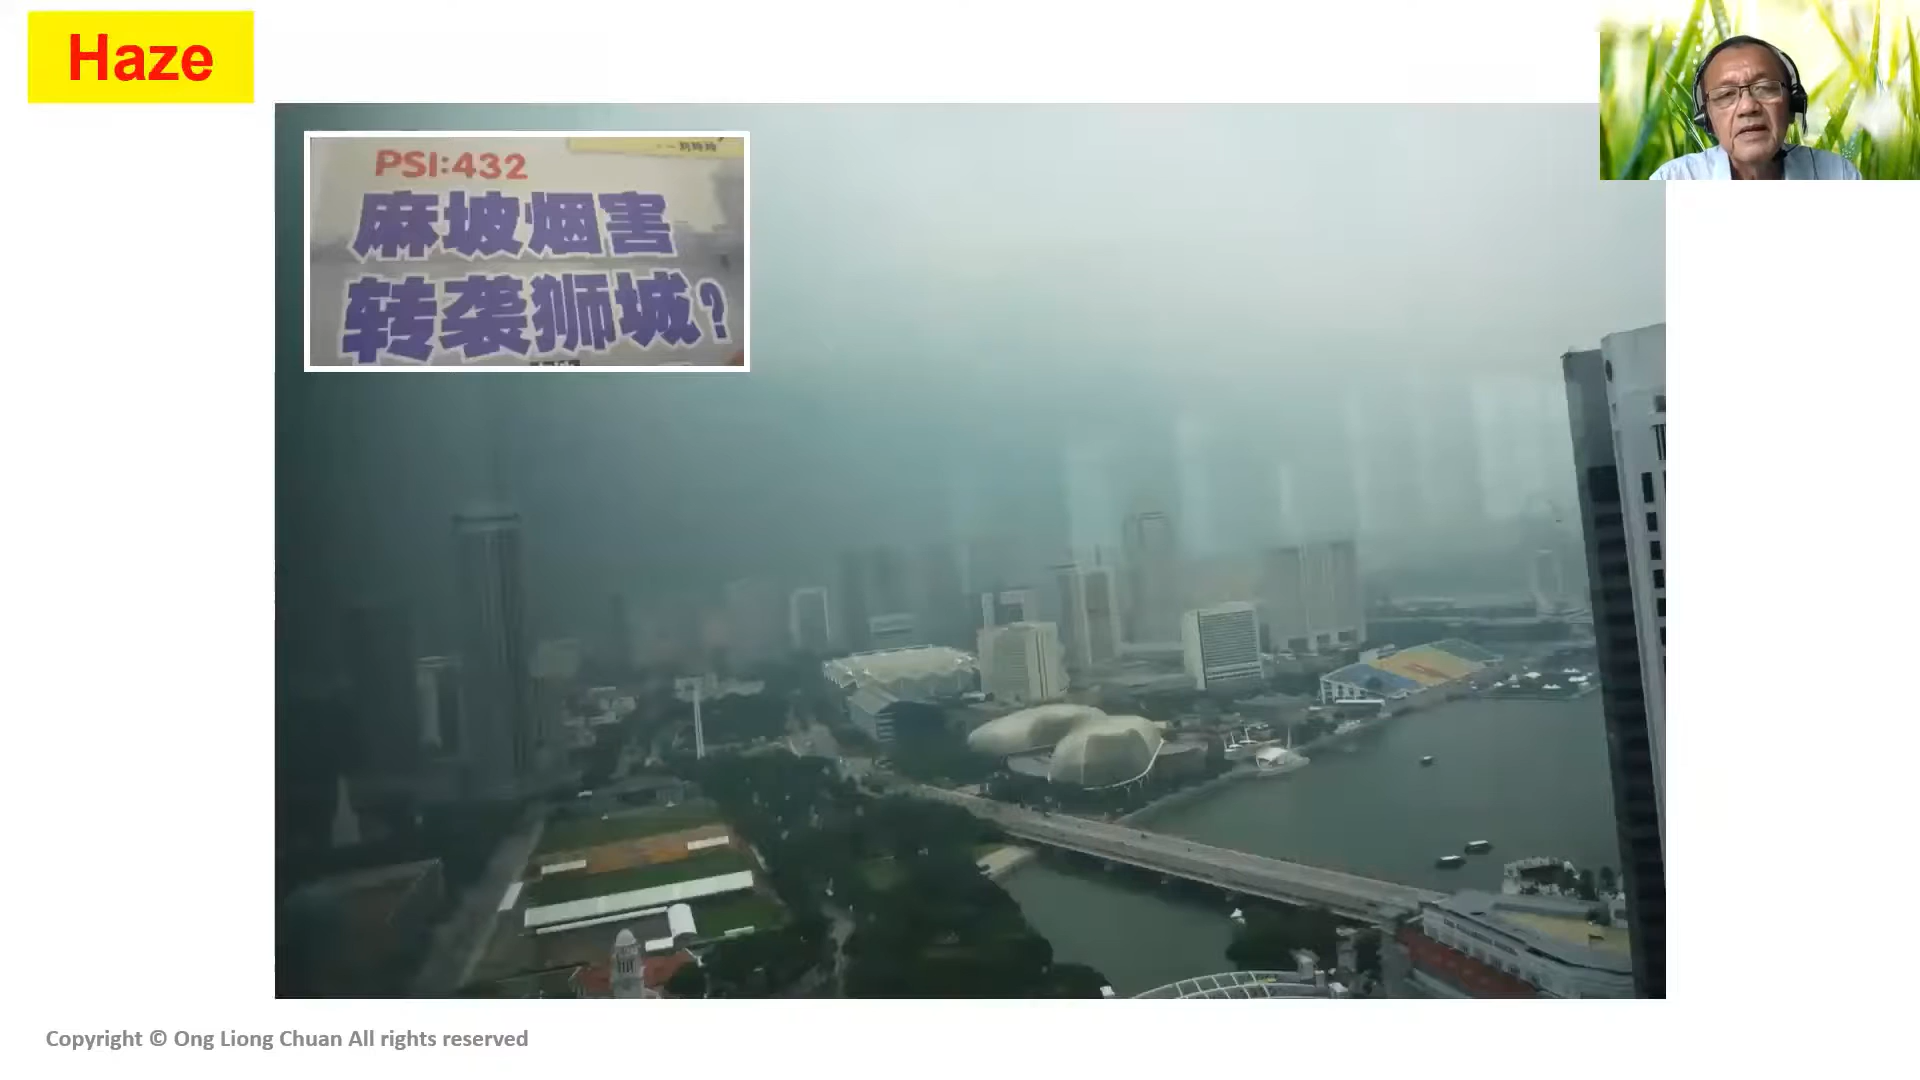 Haze
PSI:432
麻坡烟害
转袭狮城?
Copyright © Ong Liong Chuan All rights reserved